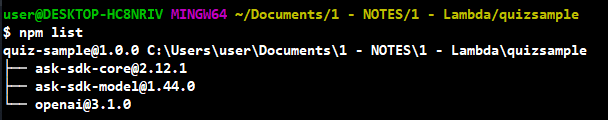 user@DESKTOP-HC8NRIV MINGW64 ~/Documents/1 - NOTES/1 - Lambda/quizsample
$ npm list
quiz-sample@1.0.0 C:\Users\user\Documents\1 - NOTES\1 - Lambda\quizsample
├── ask-sdk-core@2.12.1
├── ask-sdk-model@1.44.0
└── openai@3.1.0